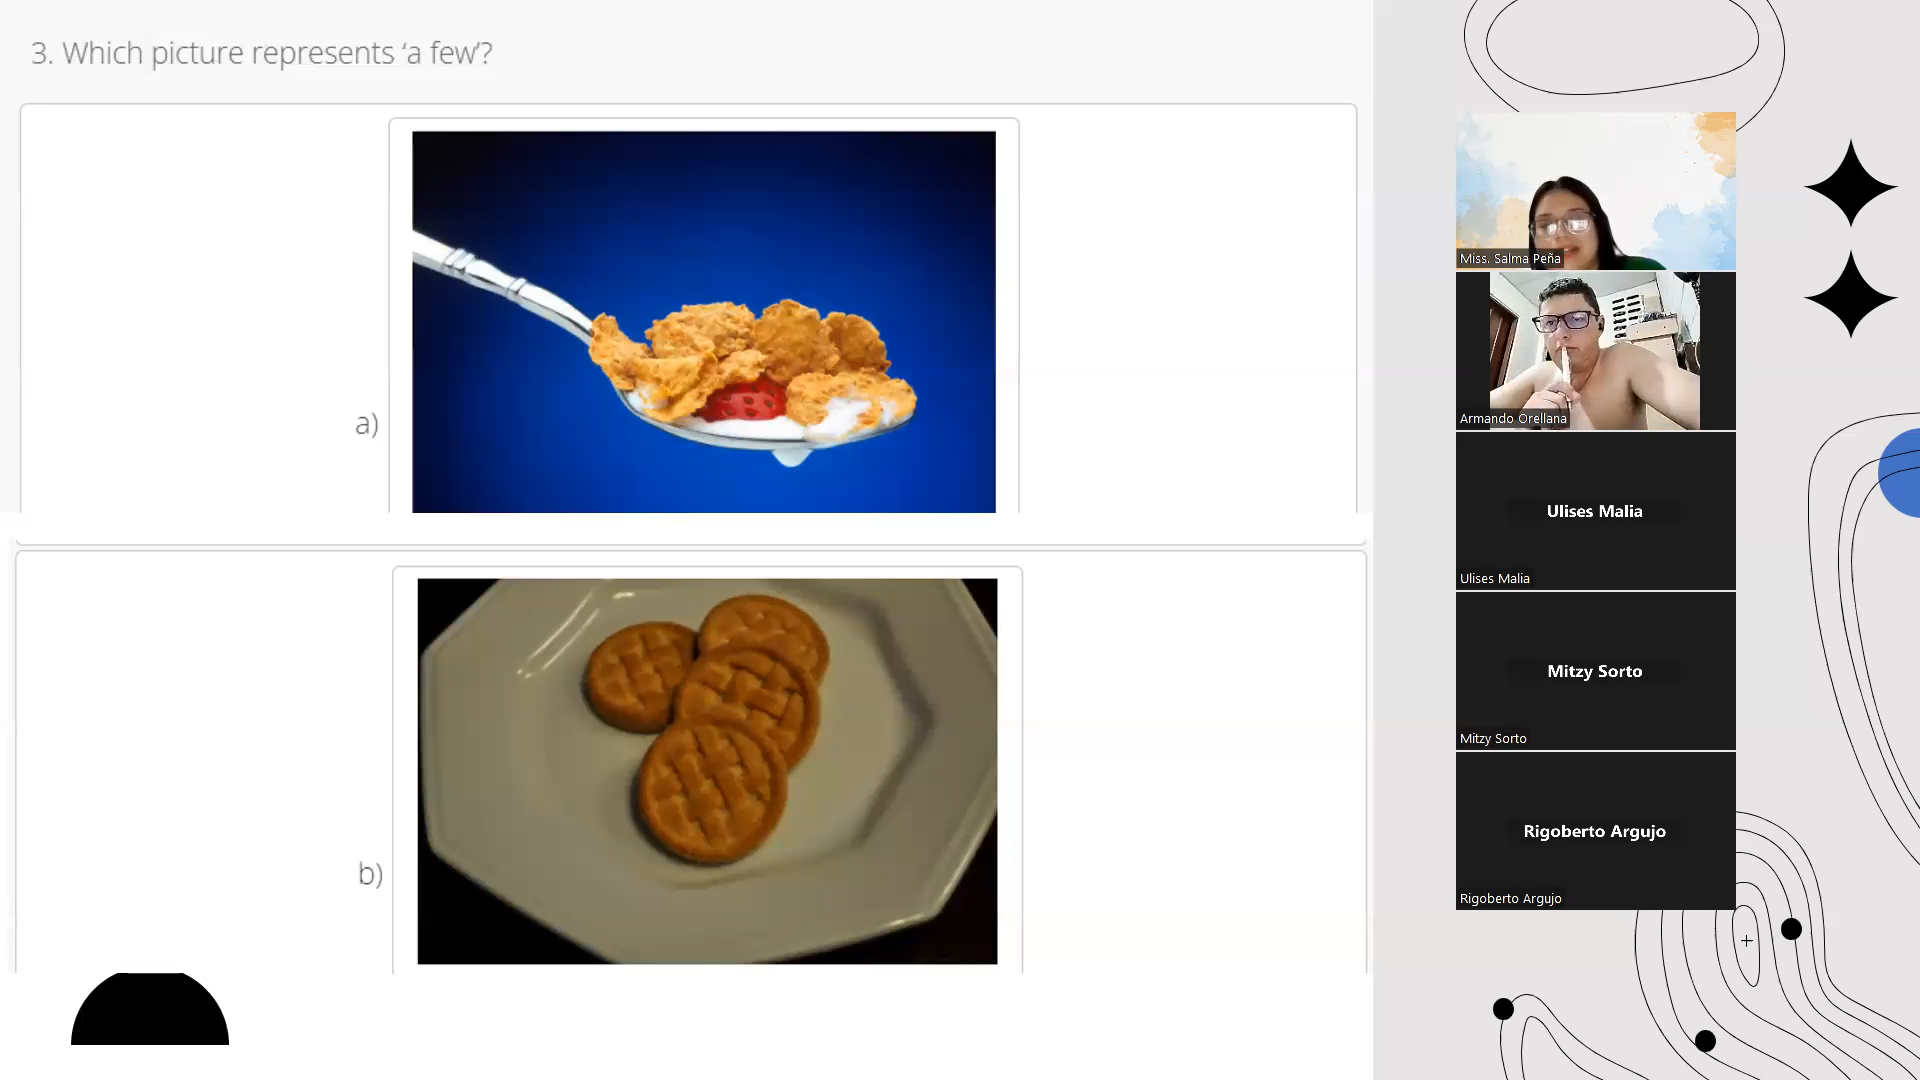 3. Which picture represents ‘a few’?
a)
b)
Miss. Salma Peña
Armando Orellana
Ulises Malia
Ulises Malia
Mitzy Sorto
Mitzy Sorto
Rigoberto Argujo
Rigoberto Argujo